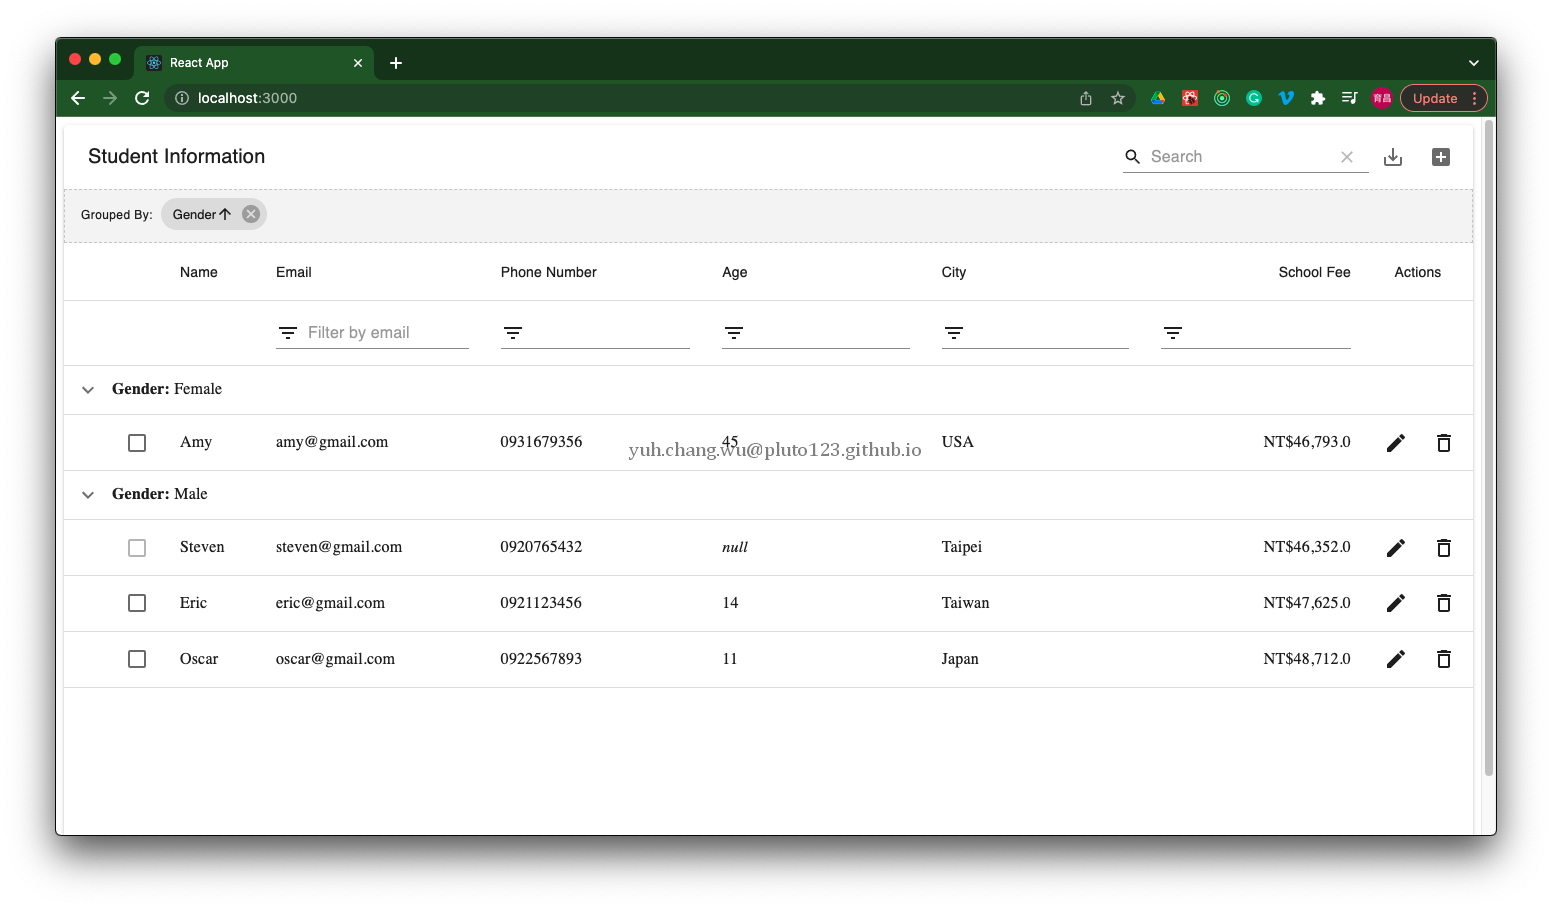 React App
localhost:3000
育昌
Update
Student Information
Search
Grouped By: Gender
Name Email Phone Number Age City School Fee Actions
Filter by email
Gender: Female
Amy amy@gmail.com 0931679356 45 USA NT$46,793.0
yuh.chang.wu@pluto123.github.io
Gender: Male
Steven steven@gmail.com 0920765432 null Taipei NT$46,352.0
Eric eric@gmail.com 0921123456 14 Taiwan NT$47,625.0
Oscar oscar@gmail.com 0922567893 11 Japan NT$48,712.0